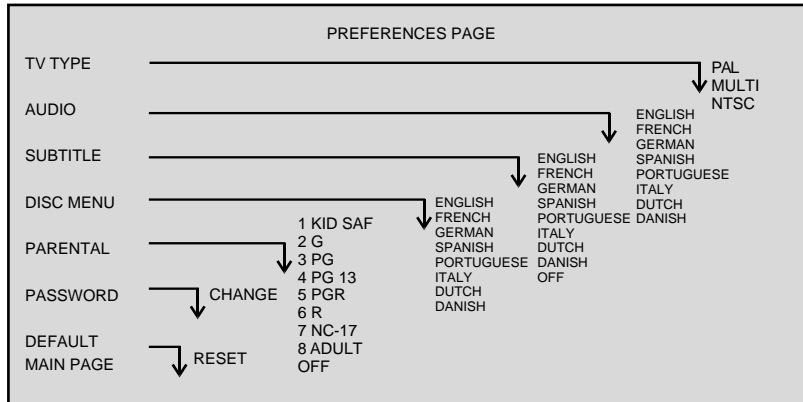 PREFERENCES PAGE
TV TYPE
PAL
MULTI
NTSC
AUDIO
ENGLISH
FRENCH
GERMAN
SPANISH
PORTUGUESE
ITALY
DUTCH
DANISH
SUBTITLE
ENGLISH
FRENCH
GERMAN
SPANISH
PORTUGUESE
ITALY
DUTCH
DANISH
OFF
DISC MENU
ENGLISH
FRENCH
GERMAN
SPANISH
PORTUGUESE
ITALY
DUTCH
DANISH
PARENTAL
1 KID SAF
2 G
3 PG
4 PG 13
5 PGR
6 R
7 NC-17
8 ADULT
OFF
PASSWORD
CHANGE
DEFAULT
RESET
MAIN PAGE